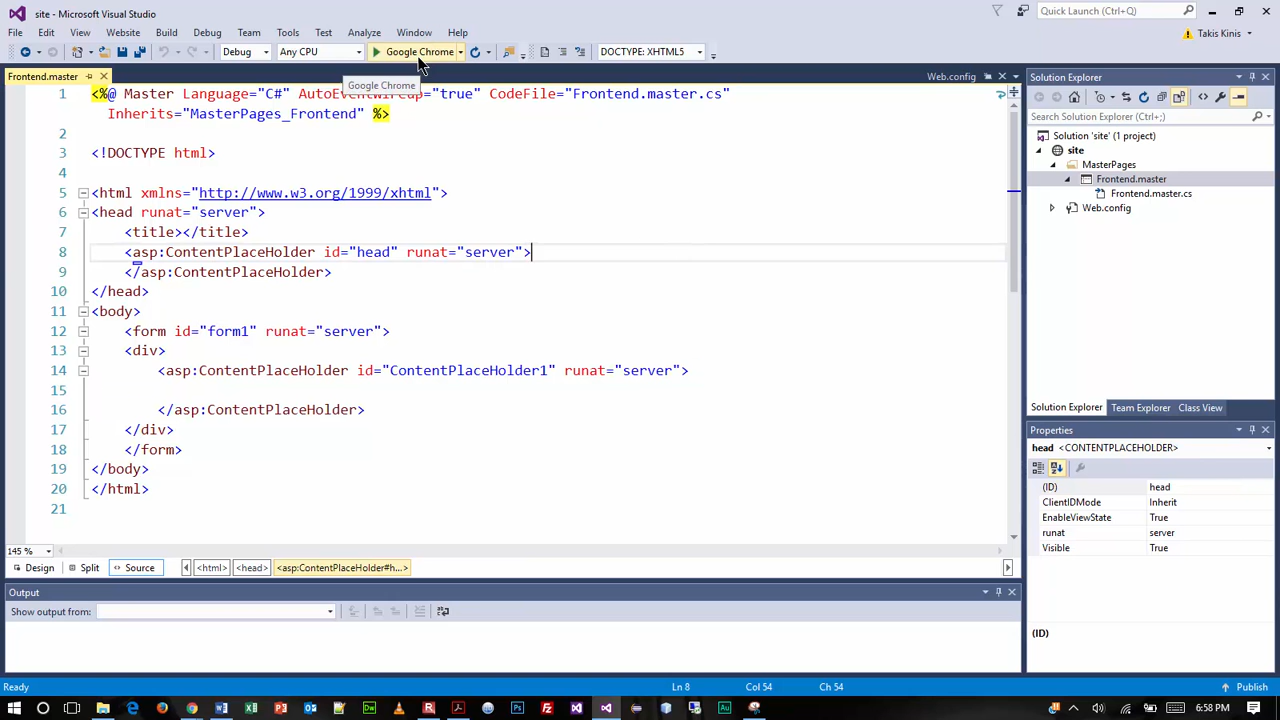 site - Microsoft Visual Studio
Quick Launch (Ctrl+Q)
File Edit View Website Build Debug Team Tools Test Analyze Window Help
Takis Kinis
Debug Any CPU Google Chrome DOCTYPE: XHTML5
Frontend.master
Web.config
Google Chrome
1 <%@ Master Language="C#" AutoEventWireup="true" CodeFile="Frontend.master.cs"
Inherits="MasterPages_Frontend" %>
2
3 <!DOCTYPE html>
4
5 <html xmlns="http://www.w3.org/1999/xhtml">
6 <head runat="server">
7 <title></title>
8 <asp:ContentPlaceHolder id="head" runat="server">
9 </asp:ContentPlaceHolder>
10 </head>
11 <body>
12 <form id="form1" runat="server">
13 <div>
14 <asp:ContentPlaceHolder id="ContentPlaceHolder1" runat="server">
15
16 </asp:ContentPlaceHolder>
17 </div>
18 </form>
19 </body>
20 </html>
21
145 %
Design Split Source <html> <head> <asp:ContentPlaceHolder#h...>
Output
Show output from:
Solution Explorer
Search Solution Explorer (Ctrl+;)
Solution 'site' (1 project)
site
MasterPages
Frontend.master
Frontend.master.cs
Web.config
Solution Explorer Team Explorer Class View
Properties
head <CONTENTPLACEHOLDER>
(ID) head
ClientIDMode Inherit
EnableViewState True
runat server
Visible True
(ID)
Ready Ln 8 Col 54 Ch 54 Publish
6:58 PM